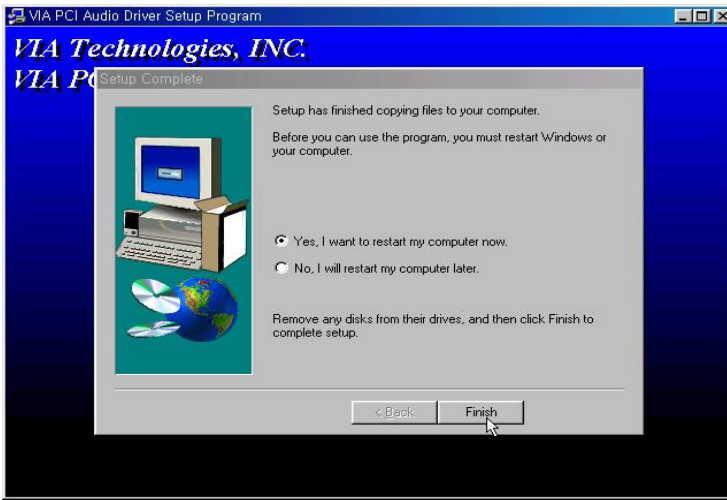 VIA PCI Audio Driver Setup Program
VIA Technologies, INC.
VIA PC
Setup Complete
Setup has finished copying files to your computer.
Before you can use the program, you must restart Windows or
your computer.
Yes, I want to restart my computer now.
No, I will restart my computer later.
Remove any disks from their drives, and then click Finish to
complete setup.
< Back
Finish